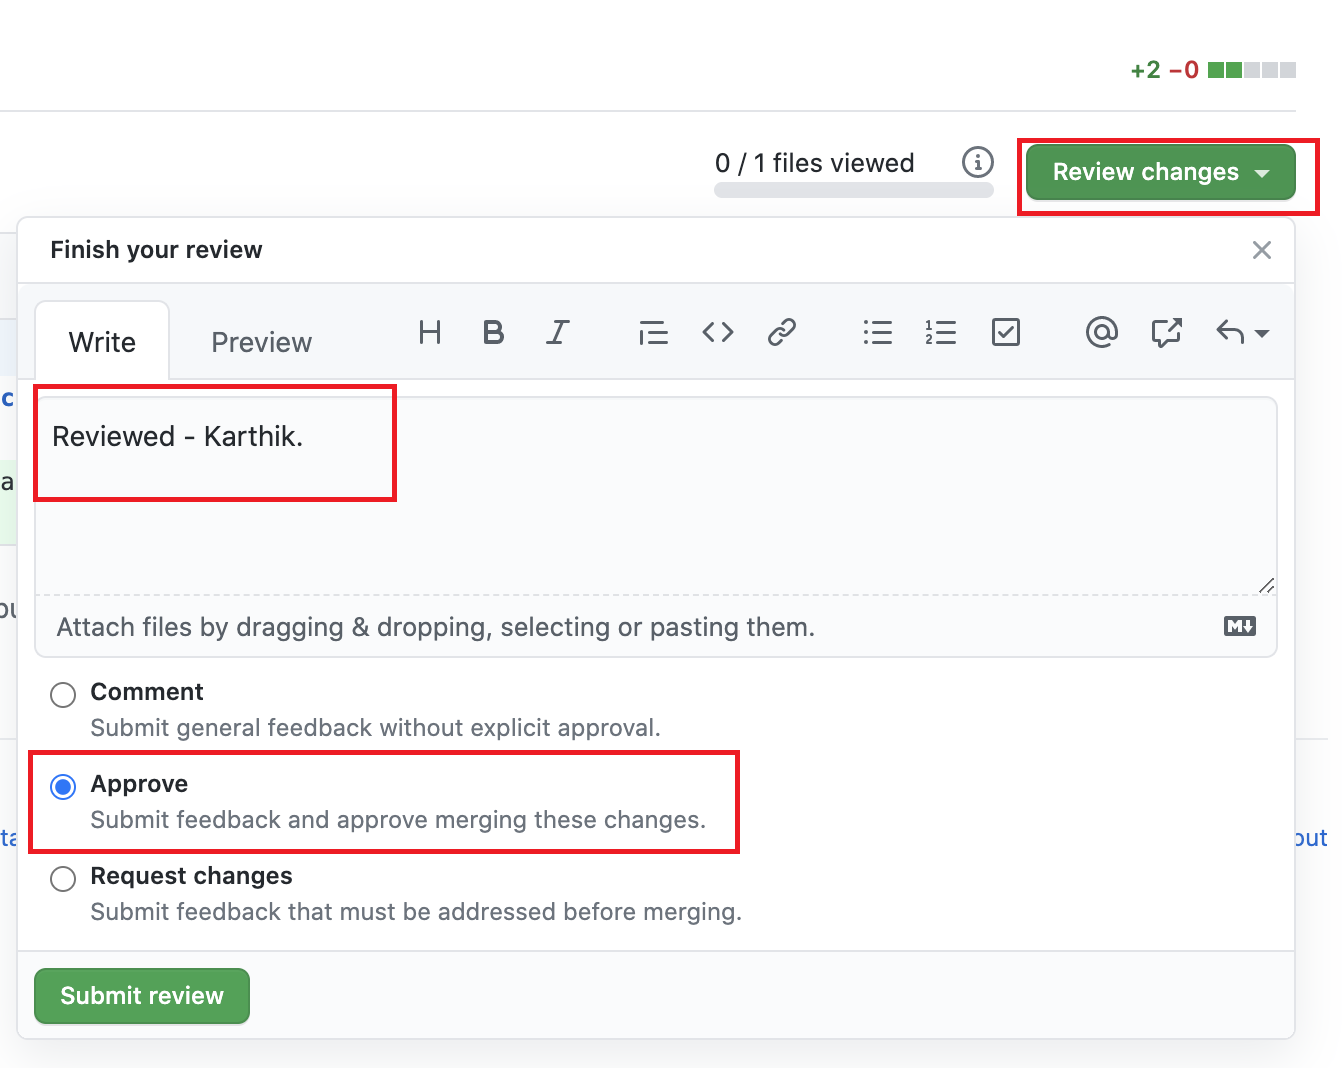 +2 −0
0 / 1 files viewed
Review changes
Finish your review
Write
Preview
Reviewed - Karthik.
Attach files by dragging & dropping, selecting or pasting them.
Comment
Submit general feedback without explicit approval.
Approve
Submit feedback and approve merging these changes.
Request changes
Submit feedback that must be addressed before merging.
Submit review